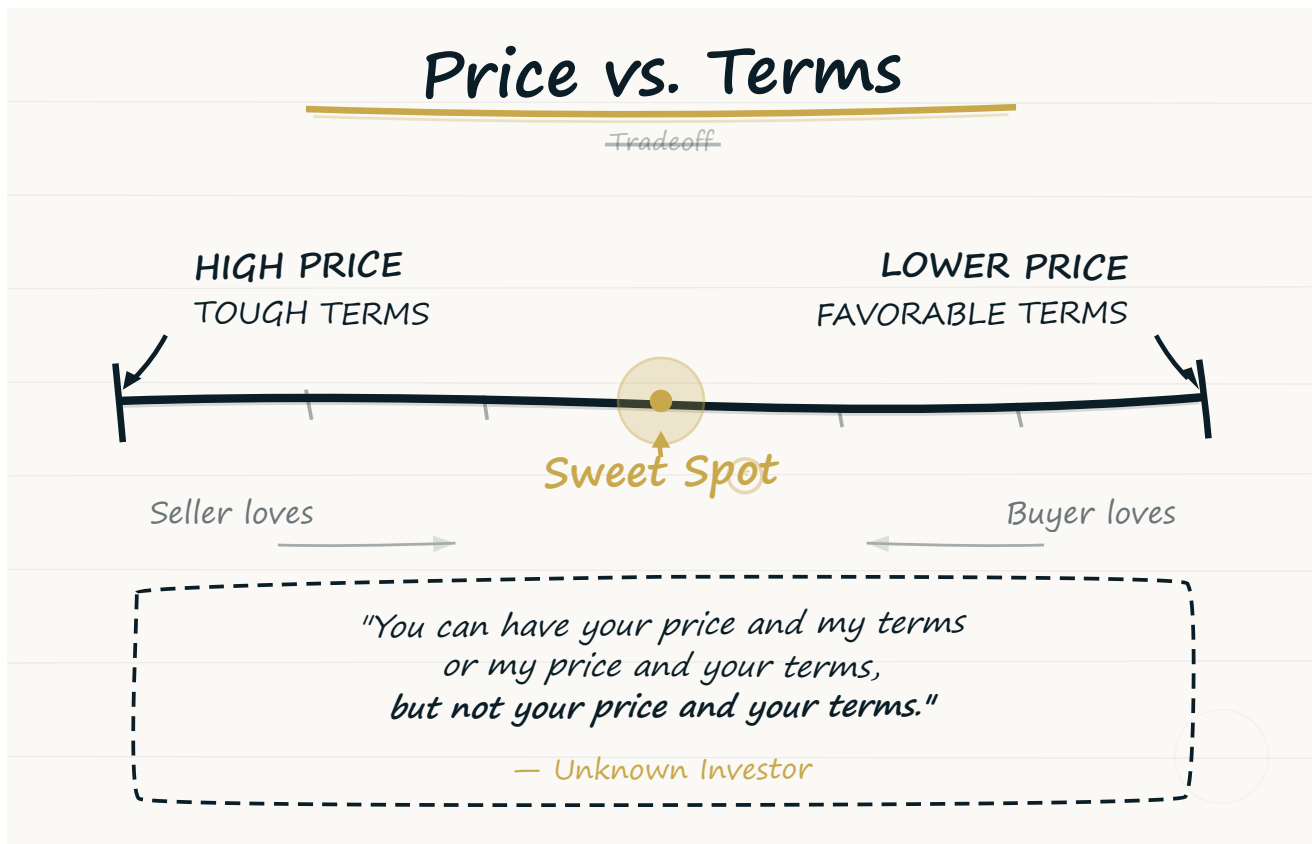 Price vs. Terms
Tradeoff
HIGH PRICE
TOUGH TERMS
LOWER PRICE
FAVORABLE TERMS
Sweet Spot
Seller loves
Buyer loves
"You can have your price and my terms
or my price and your terms,
but not your price and your terms."
— Unknown Investor